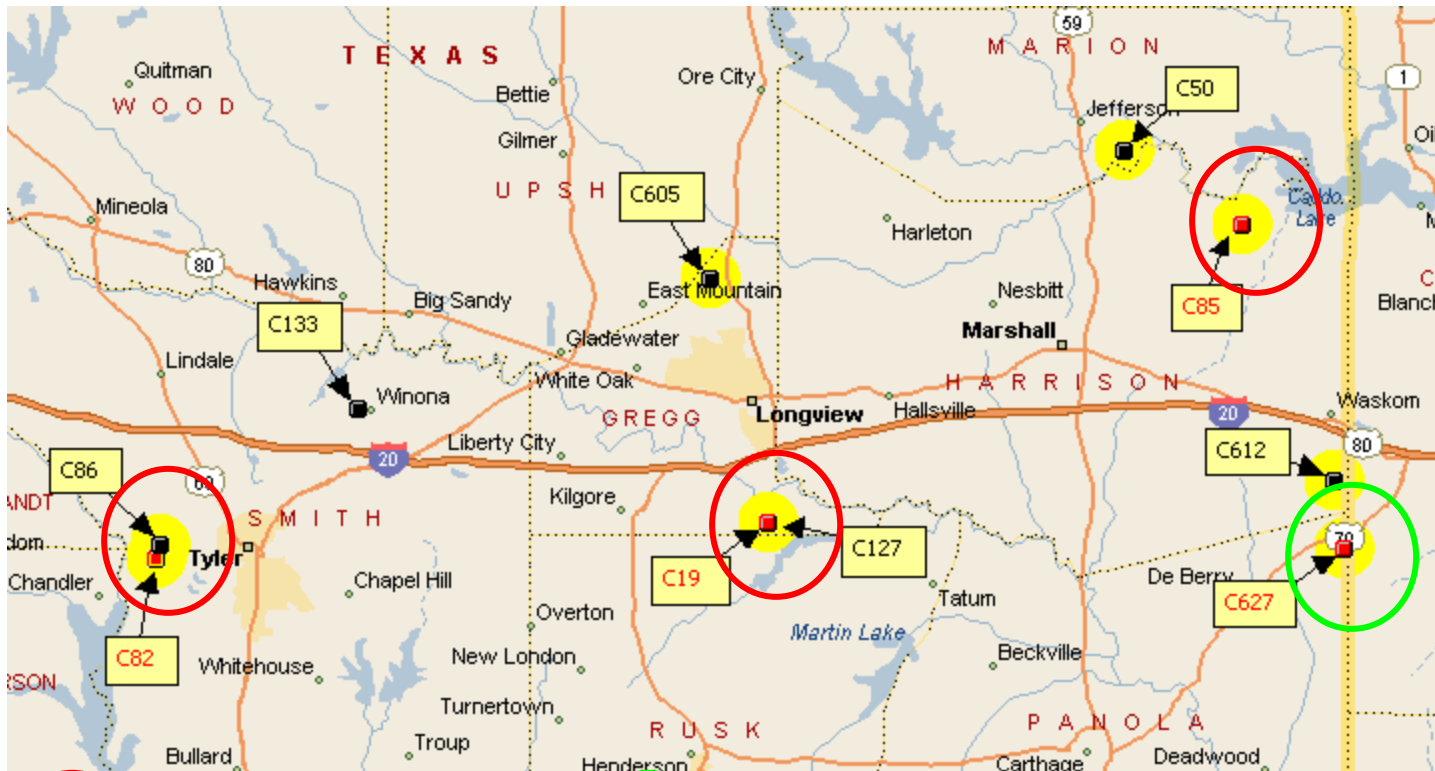 TEXAS
59
MARION
Quitman
Ore City
1
WOOD
Bettie
C50
Jefferson
Gilmer
UPSH
C605
Caddo
Lake
Mineola
Harleton
80
Hawkins
Big Sandy
East Mountain
Nesbitt
C85
C133
Marshall
Gladewater
Lindale
White Oak
HARRISON
Winona
GREGG
Longview
Hallsville
20
Waskom
Liberty City
80
20
C612
C86
69
Kilgore
SMITH
C127
70
Tyler
C19
De Berry
Chandler
Chapel Hill
C627
Overton
Tatum
Martin Lake
C82
Whitehouse
New London
Beckville
Turnertown
RUSK
PANOLA
Troup
Bullard
Henderson
Carthage
Deadwood